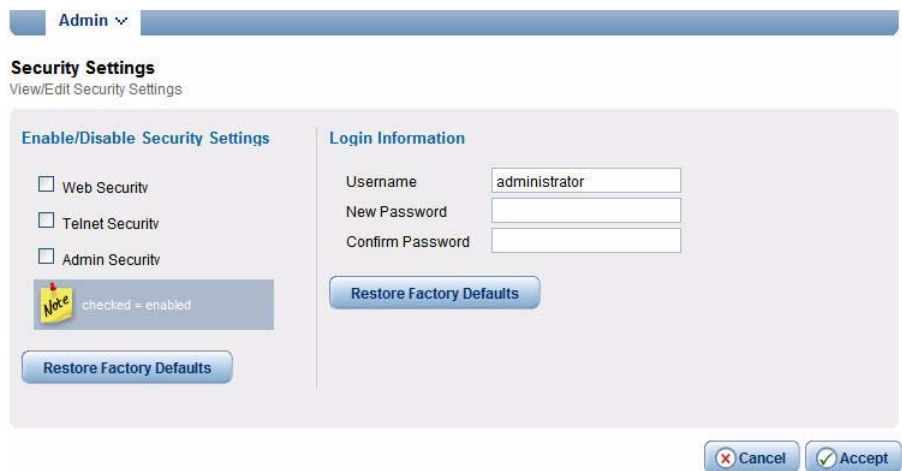 Admin
Security Settings
View/Edit Security Settings
Enable/Disable Security Settings
Web Security
Telnet Security
Admin Security
Note
checked = enabled
Restore Factory Defaults
Login Information
Username administrator
New Password
Confirm Password
Restore Factory Defaults
Cancel
Accept